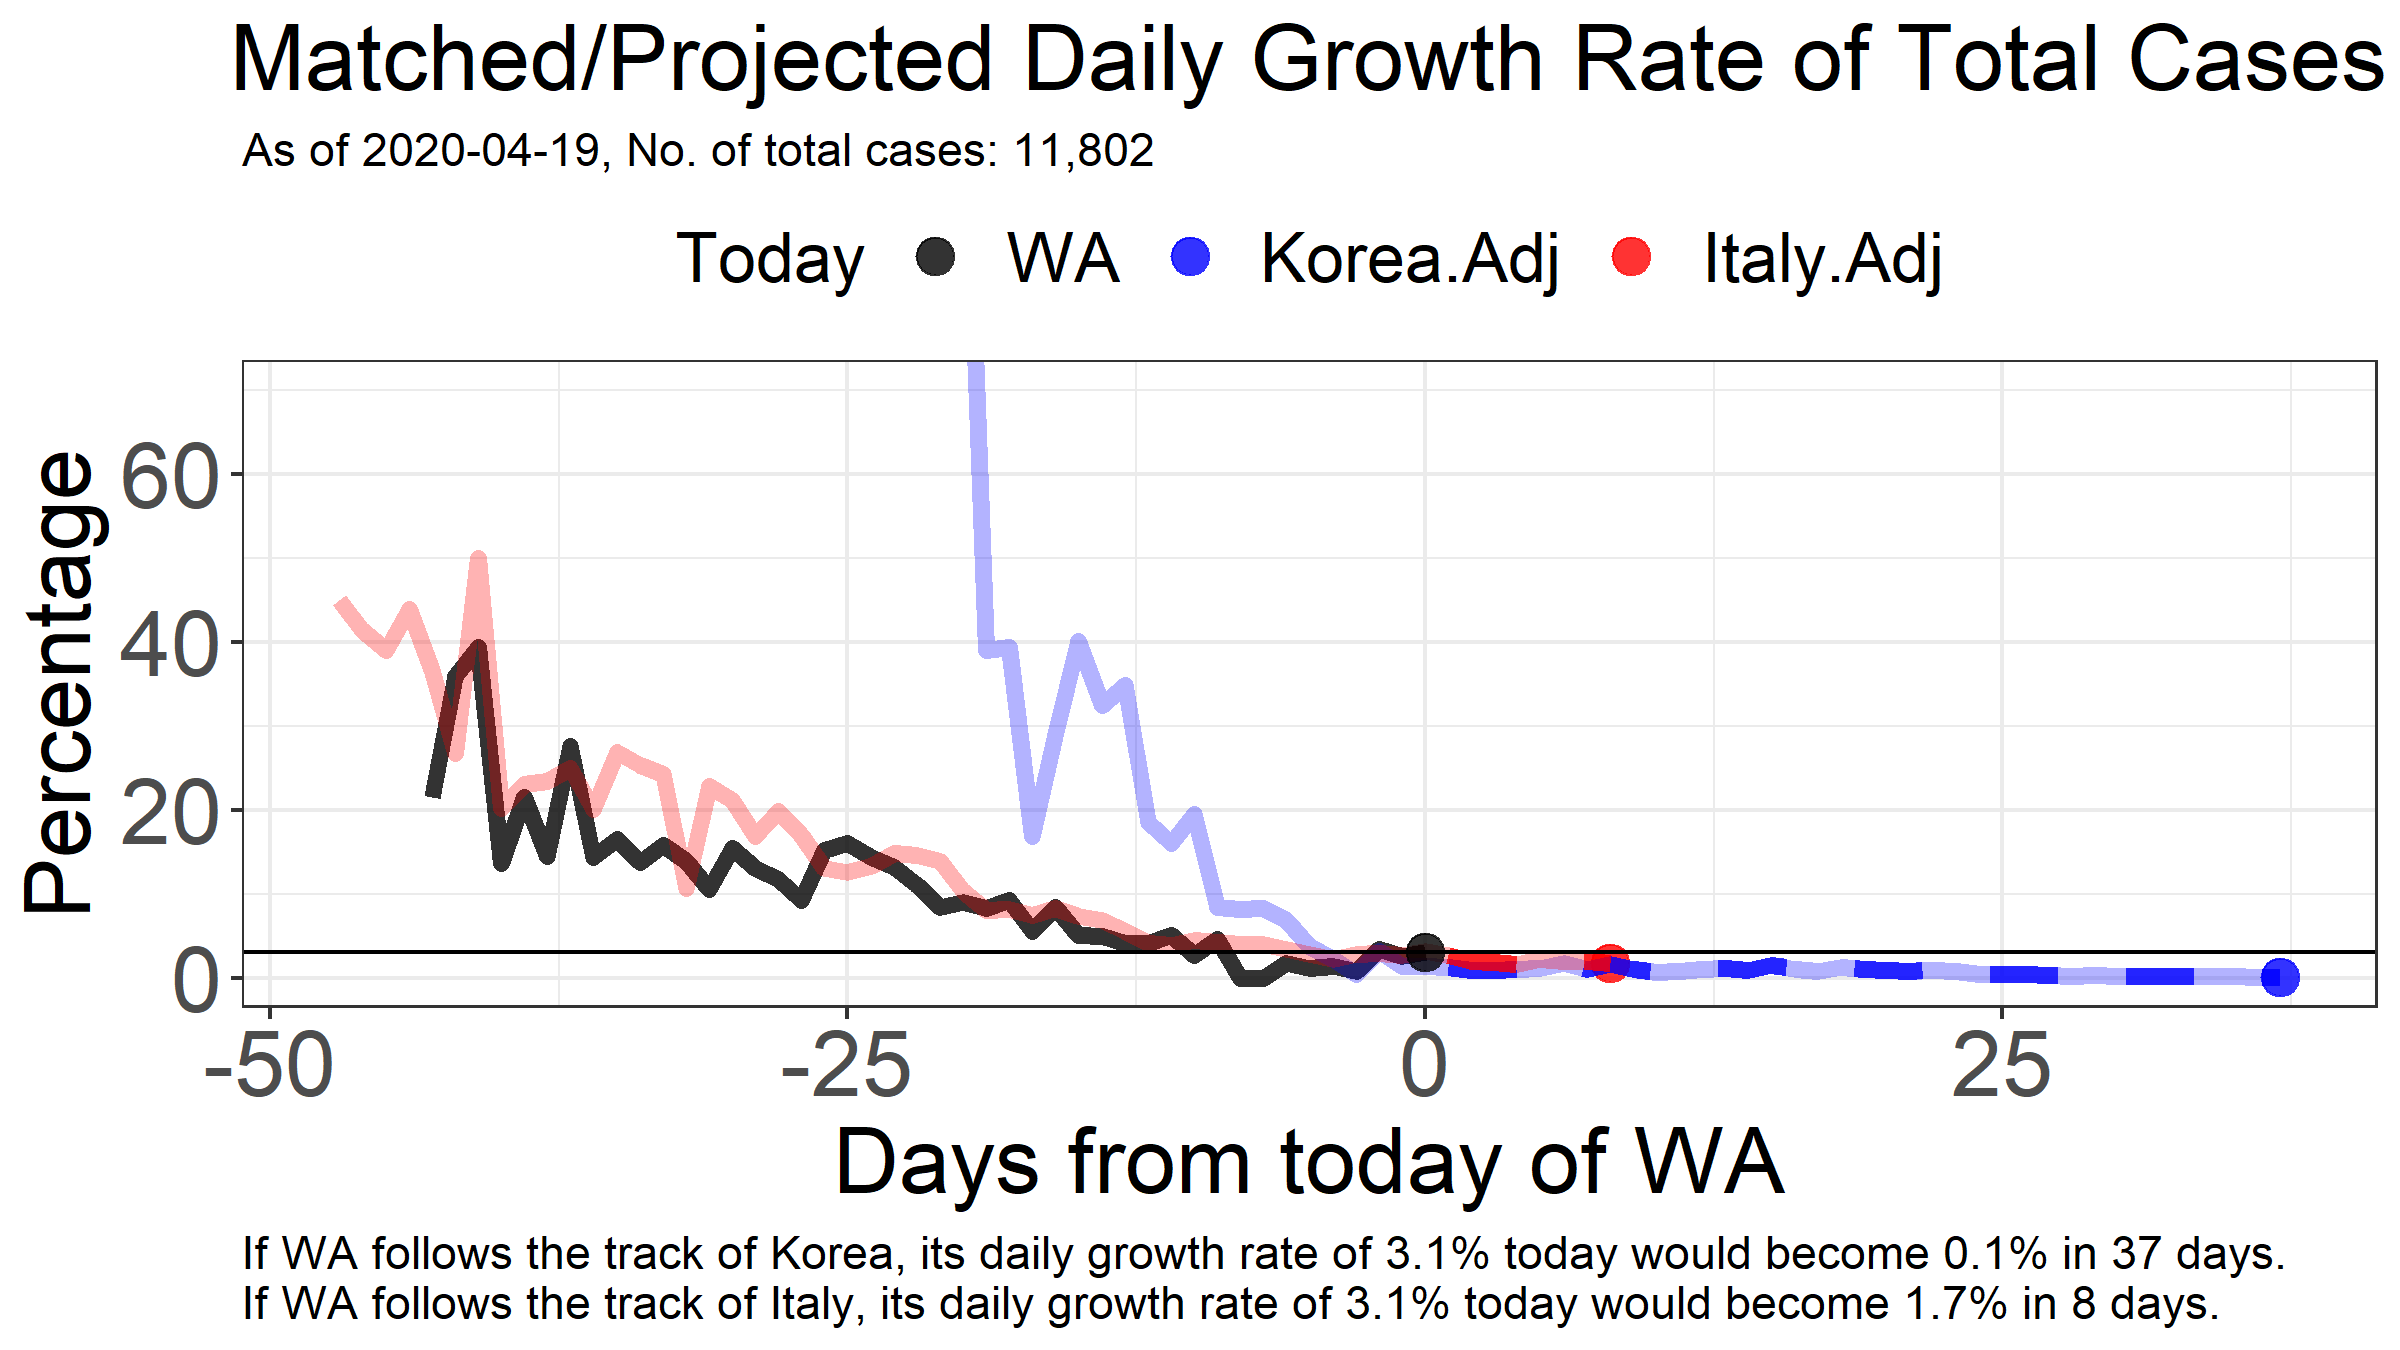 Matched/Projected Daily Growth Rate of Total Cases
As of 2020-04-19, No. of total cases: 11,802
Today WA Korea.Adj Italy.Adj
Percentage
60
40
20
0
-50 -25 0 25
Days from today of WA
If WA follows the track of Korea, its daily growth rate of 3.1% today would become 0.1% in 37 days.
If WA follows the track of Italy, its daily growth rate of 3.1% today would become 1.7% in 8 days.